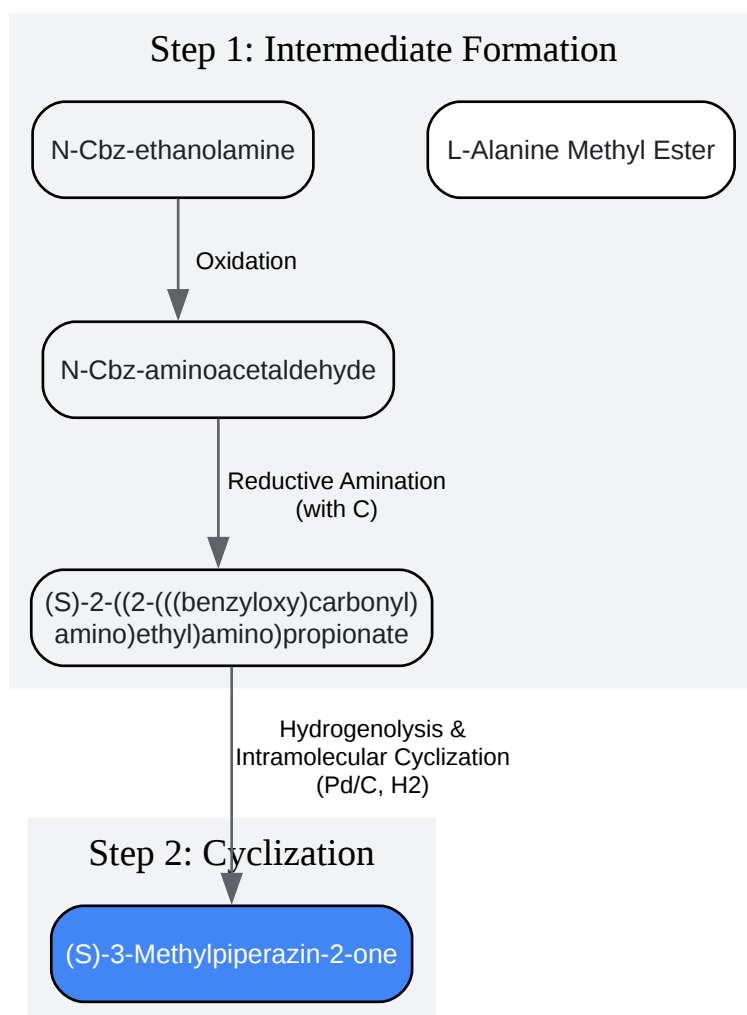 Step 1: Intermediate Formation
N-Cbz-ethanolamine
L-Alanine Methyl Ester
Oxidation
N-Cbz-aminoacetaldehyde
Reductive Amination
(with C)
(S)-2-((2-(((benzyloxy)carbonyl)
amino)ethyl)amino)propionate
Hydrogenolysis &
Intramolecular Cyclization
(Pd/C, H2)
Step 2: Cyclization
(S)-3-Methylpiperazin-2-one